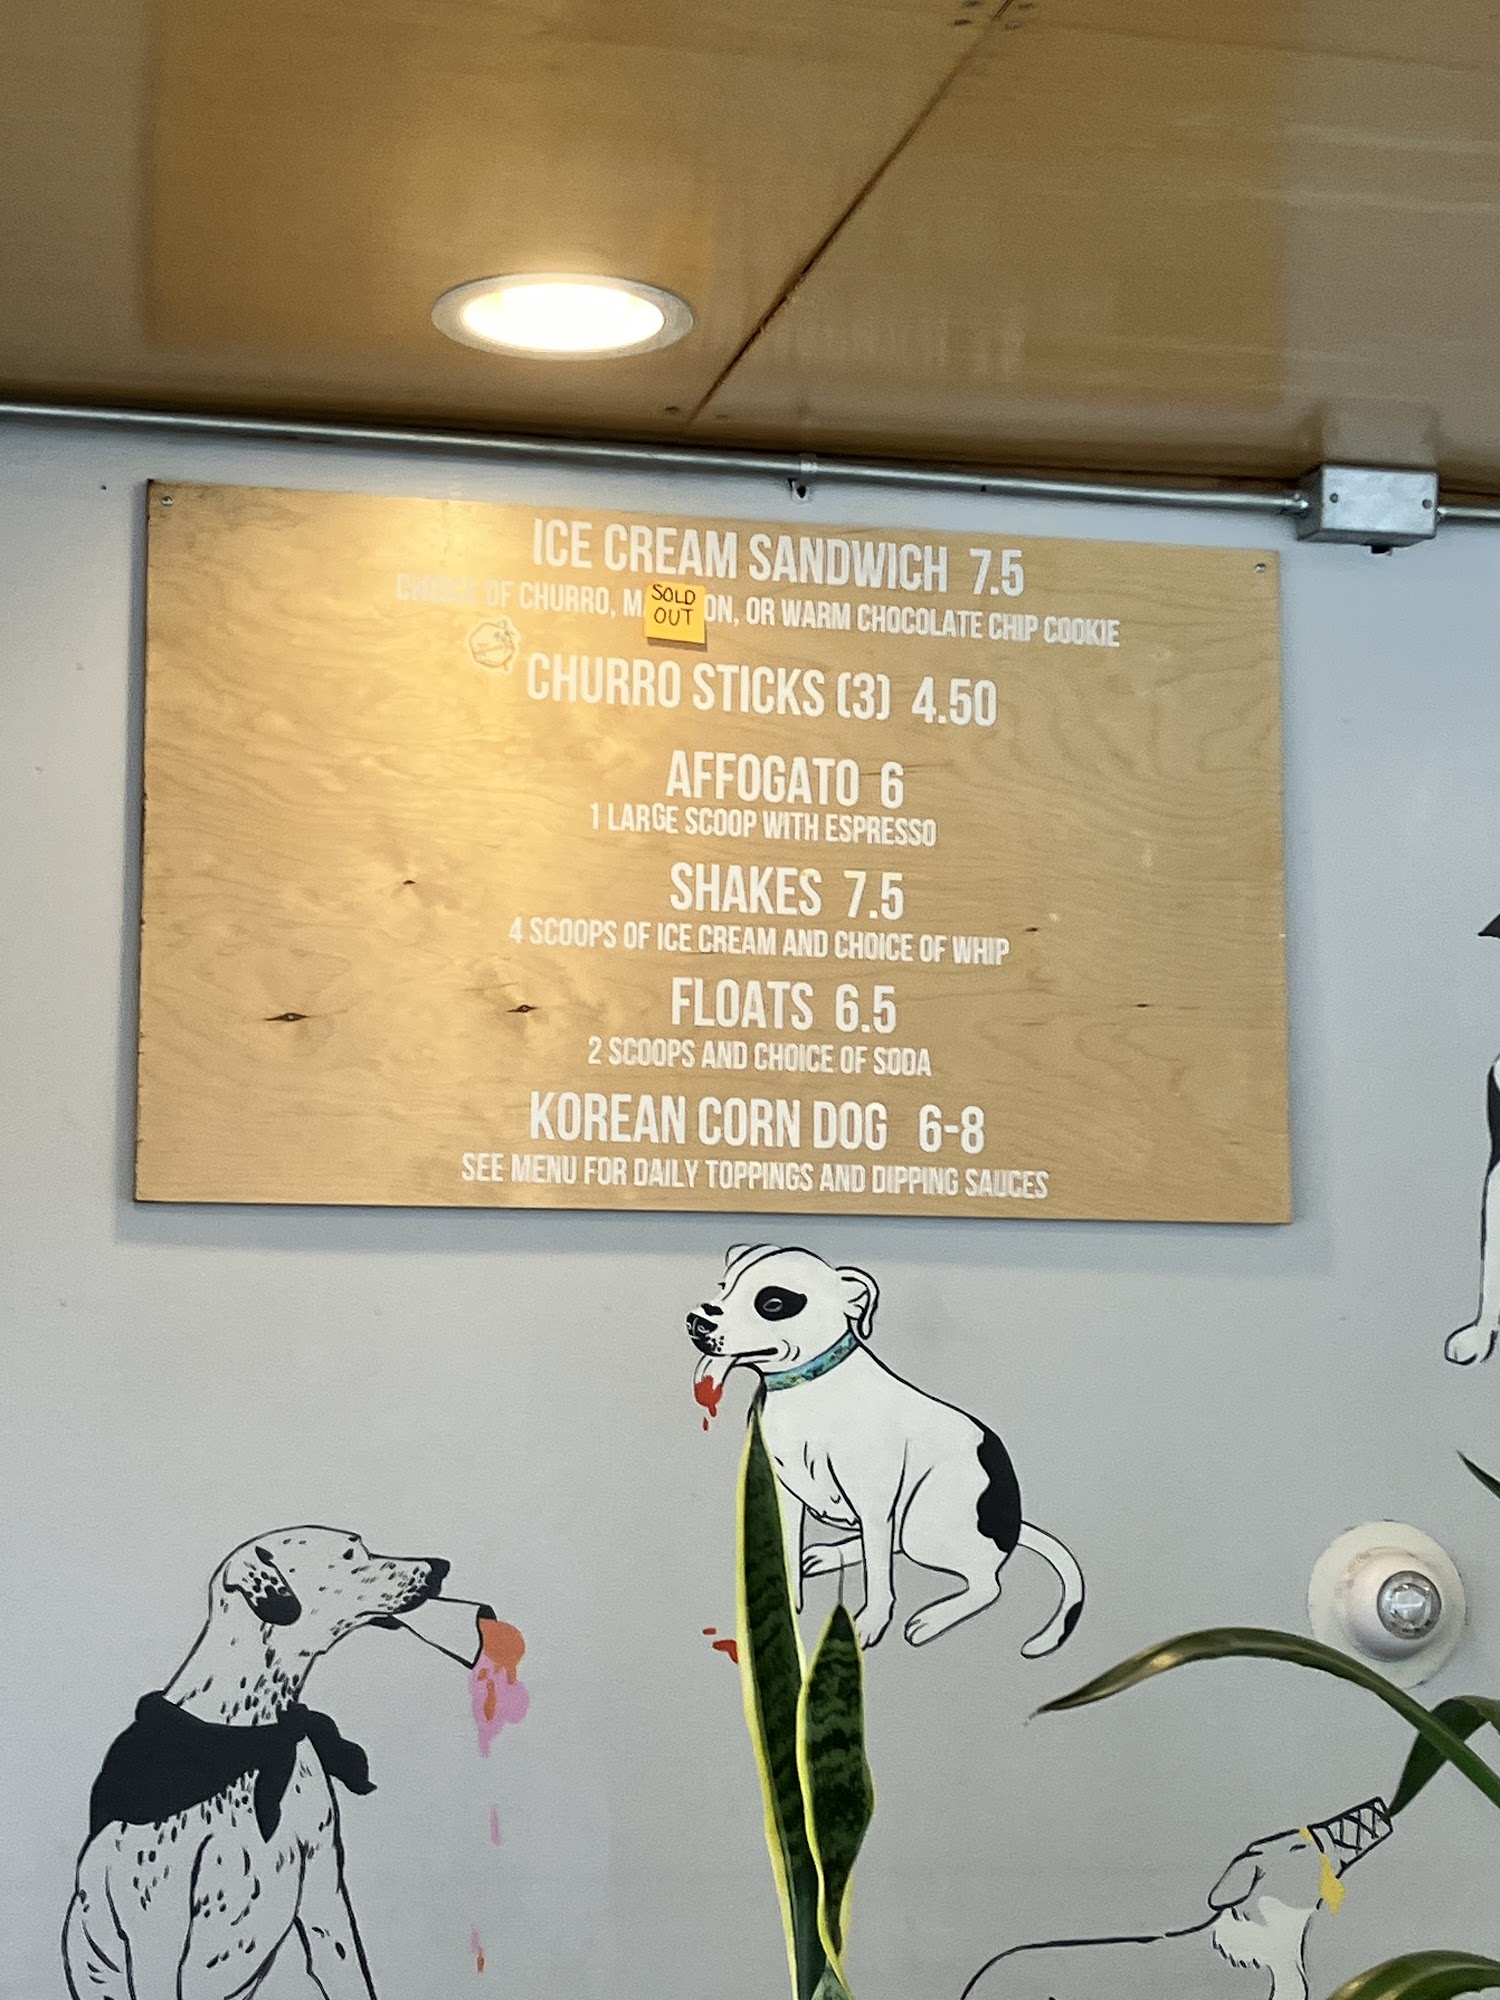 ICE CREAM SANDWICH 7.5
CHOICE OF CHURRO, M SOLD OUT ON, OR WARM CHOCOLATE CHIP COOKIE
CHURRO STICKS (3) 4.50
AFFOGATO 6
1 LARGE SCOOP WITH ESPRESSO
SHAKES 7.5
4 SCOOPS OF ICE CREAM AND CHOICE OF WHIP
FLOATS 6.5
2 SCOOPS AND CHOICE OF SODA
KOREAN CORN DOG 6-8
SEE MENU FOR DAILY TOPPINGS AND DIPPING SAUCES